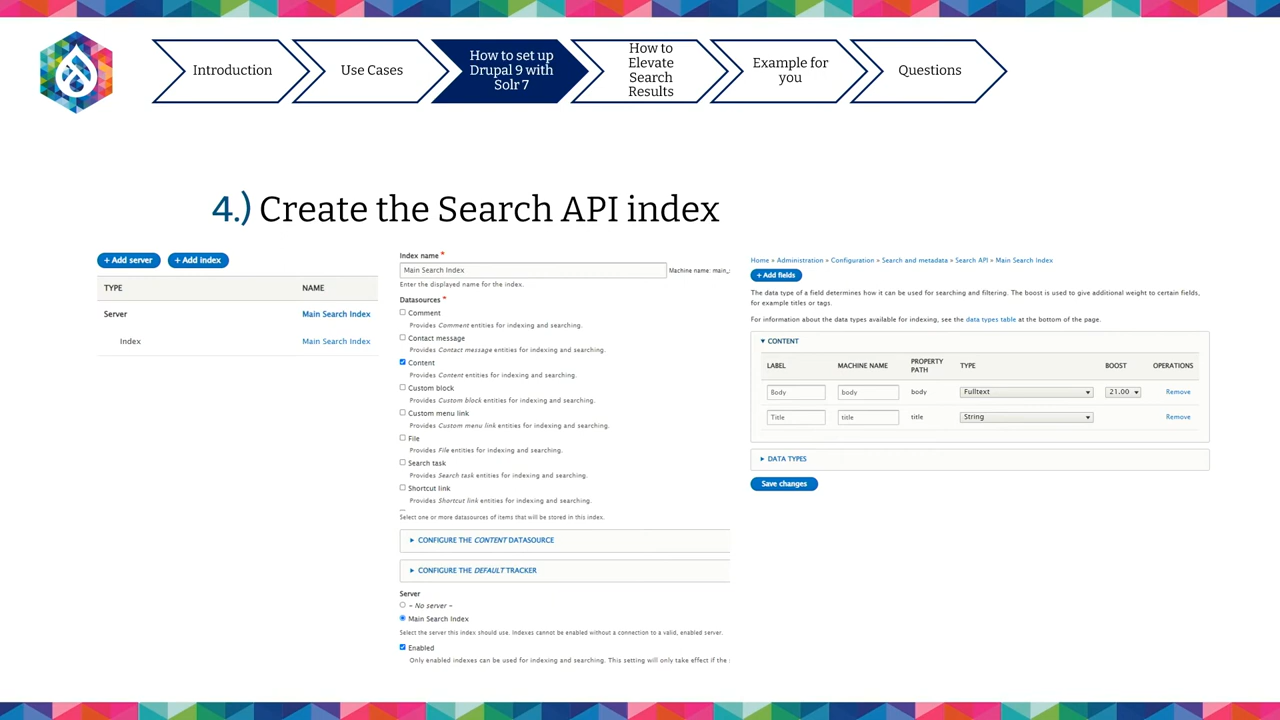 Introduction
Use Cases
How to set up
Drupal 9 with
Solr 7
How to
Elevate
Search
Results
Example for
you
Questions
4.) Create the Search API index
+ Add server
+ Add index
TYPE NAME
Server Main Search Index
Index Main Search Index
Index name *
Main Search Index
Machine name: main_
Enter the displayed name for the index.
Datasources *
Comment
Provides Comment entities for indexing and searching.
Contact message
Provides Contact message entities for indexing and searching.
Content
Provides Content entities for indexing and searching.
Custom block
Provides Custom block entities for indexing and searching.
Custom menu link
Provides Custom menu link entities for indexing and searching.
File
Provides File entities for indexing and searching.
Search task
Provides Search task entities for indexing and searching.
Shortcut link
Provides Shortcut link entities for indexing and searching.
Select one or more datasources of items that will be stored in this index.
CONFIGURE THE CONTENT DATASOURCE
CONFIGURE THE DEFAULT TRACKER
Server
- No server -
Main Search Index
Select the server this index should use. Indexes cannot be enabled without a connection to a valid, enabled server.
Enabled
Only enabled indexes can be used for indexing and searching. This setting will only take effect if the
Home » Administration » Configuration » Search and metadata » Search API » Main Search Index
+ Add fields
The data type of a field determines how it can be used for searching and filtering. The boost is used to give additional weight to certain fields,
for example titles or tags.
For information about the data types available for indexing, see the data types table at the bottom of the page.
CONTENT
LABEL MACHINE NAME PROPERTY PATH TYPE BOOST OPERATIONS
Body body body Fulltext 21.00 Remove
Title title title String Remove
DATA TYPES
Save changes